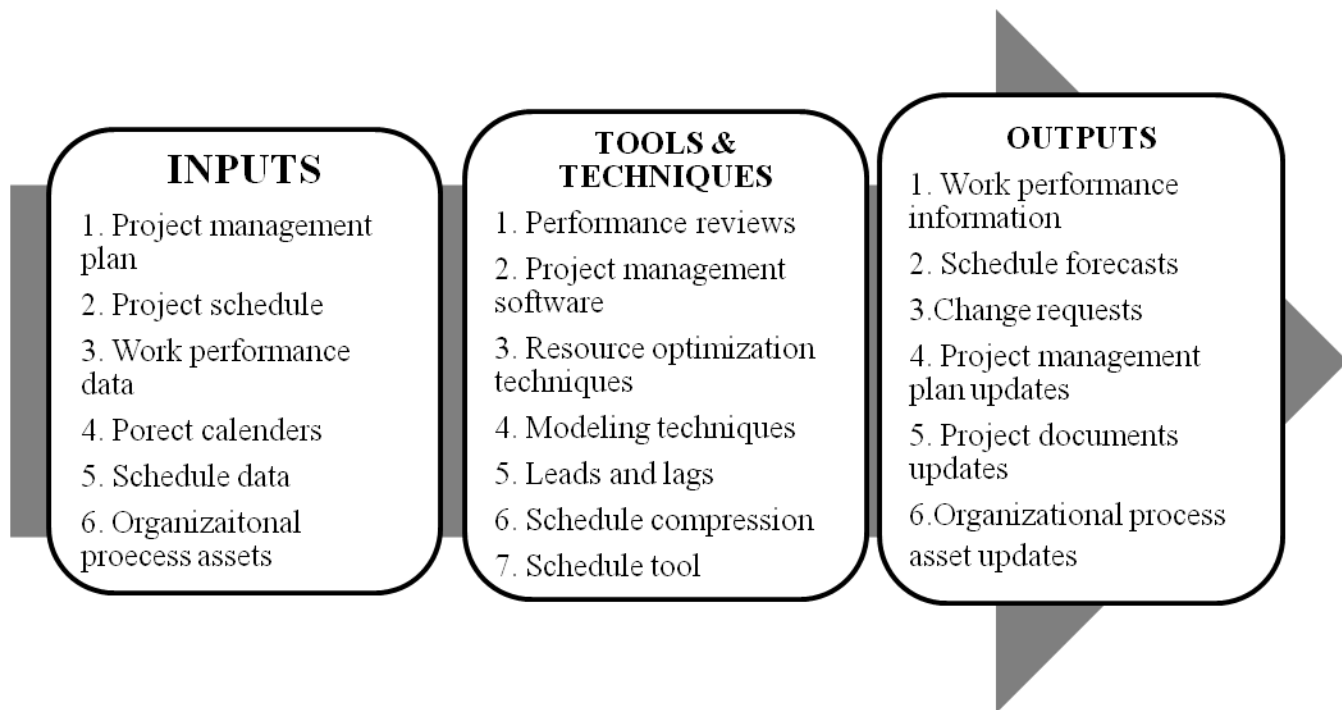 INPUTS
1. Project management
plan
2. Project schedule
3. Work performance
data
4. Porect calenders
5. Schedule data
6. Organizaitonal
proecess assets
TOOLS &
TECHNIQUES
1. Performance reviews
2. Project management
software
3. Resource optimization
techniques
4. Modeling techniques
5. Leads and lags
6. Schedule compression
7. Schedule tool
OUTPUTS
1. Work performance
information
2. Schedule forecasts
3.Change requests
4. Project management
plan updates
5. Project documents
updates
6.Organizational process
asset updates